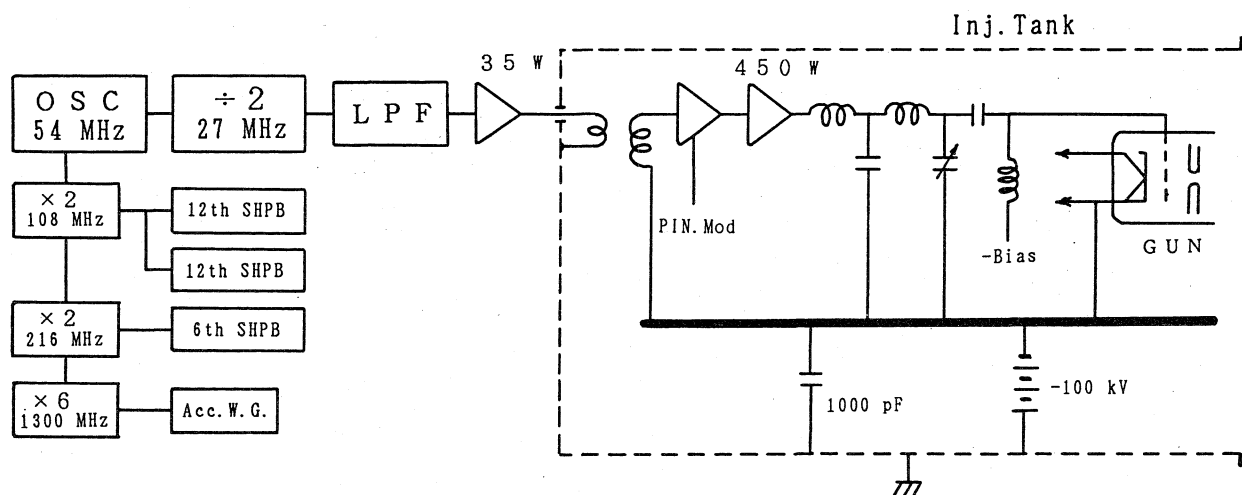 Inj.Tank
35 W
450 W
OSC
54 MHz
÷2
27 MHz
LPF
×2
108 MHz
12th SHPB
12th SHPB
PIN.Mod
-Bias
GUN
×2
216 MHz
6th SHPB
×6
1300 MHz
Acc.W.G.
1000 pF
-100 kV